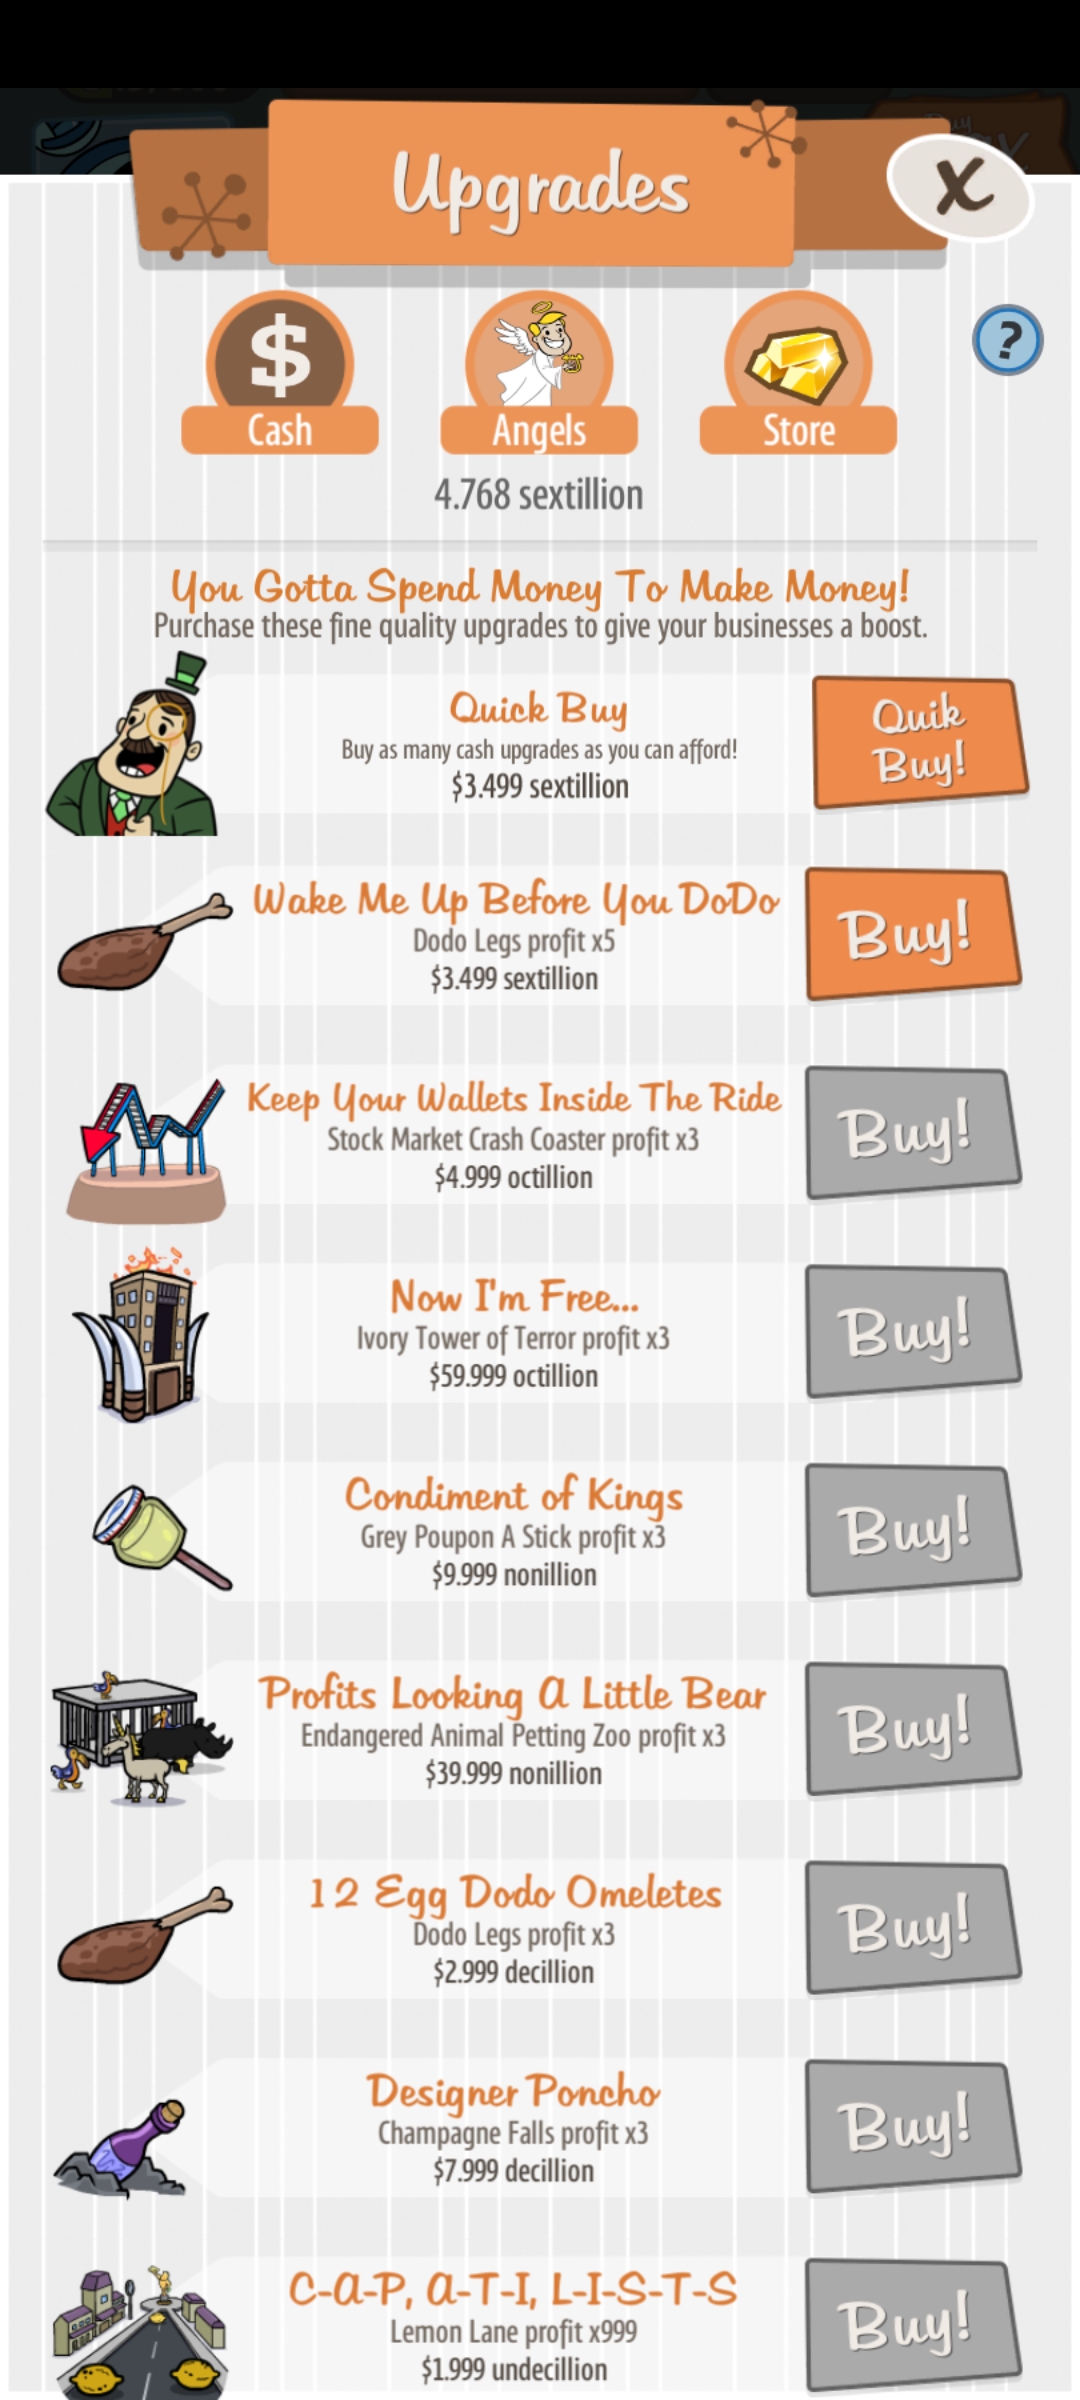 Upgrades
X
?
$
Cash
Angels
Store
4.768 sextillion
You Gotta Spend Money To Make Money!
Purchase these fine quality upgrades to give your businesses a boost.
Quick Buy
Buy as many cash upgrades as you can afford!
$3.499 sextillion
Quik
Buy!
Wake Me Up Before You DoDo
Dodo Legs profit x5
$3.499 sextillion
Buy!
Keep Your Wallets Inside The Ride
Stock Market Crash Coaster profit x3
$4.999 octillion
Buy!
Now I'm Free...
Ivory Tower of Terror profit x3
$59.999 octillion
Buy!
Condiment of Kings
Grey Poupon A Stick profit x3
$9.999 nonillion
Buy!
Profits Looking A Little Bear
Endangered Animal Petting Zoo profit x3
$39.999 nonillion
Buy!
12 Egg Dodo Omeletes
Dodo Legs profit x3
$2.999 decillion
Buy!
Designer Poncho
Champagne Falls profit x3
$7.999 decillion
Buy!
C-A-P, A-T-I, L-I-S-T-S
Lemon Lane profit x999
$1.999 undecillion
Buy!